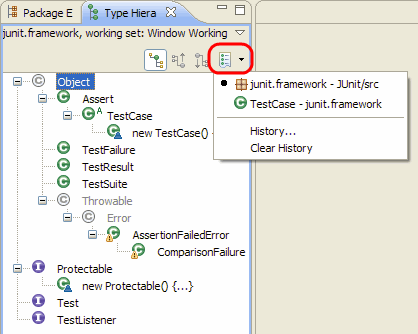 Package E
Type Hiera
junit.framework, working set: Window Working
Object
Assert
A
TestCase
new TestCase()
TestFailure
TestResult
TestSuite
Throwable
Error
AssertionFailedError
ComparisonFailure
Protectable
new Protectable() {...}
Test
TestListener
junit.framework - JUnit/src
TestCase - junit.framework
History...
Clear History